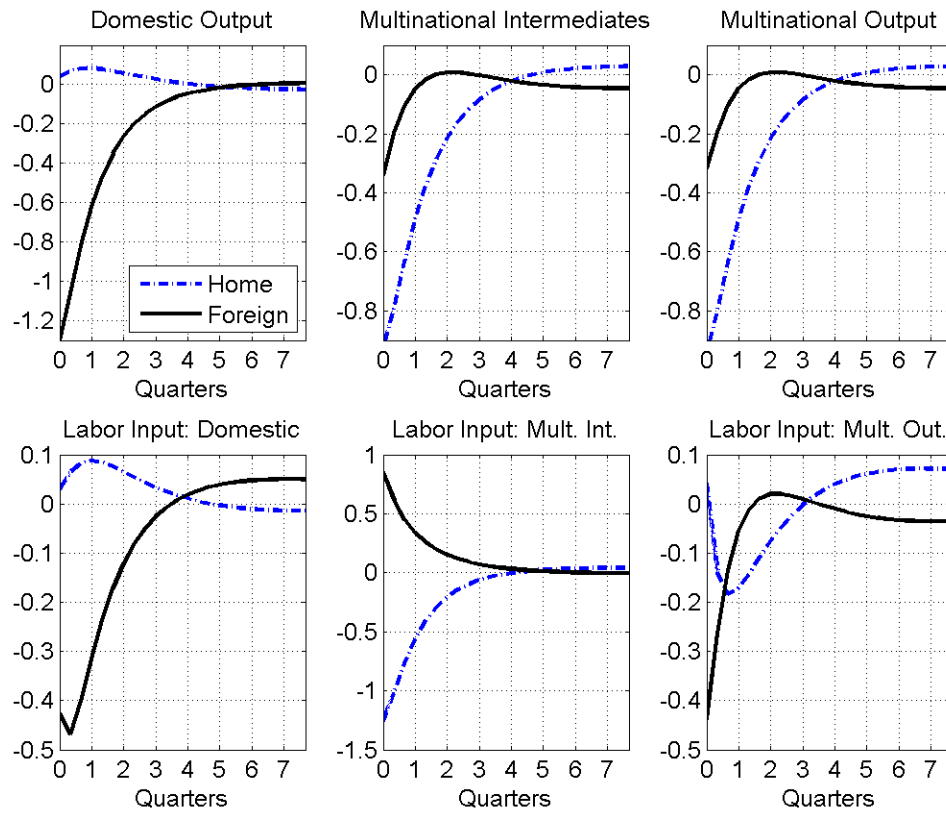 Domestic Output
0
-0.2
-0.4
-0.6
-0.8
-1
-1.2
Home
Foreign
0 1 2 3 4 5 6 7
Quarters
Multinational Intermediates
0
-0.2
-0.4
-0.6
-0.8
0 1 2 3 4 5 6 7
Quarters
Multinational Output
0
-0.2
-0.4
-0.6
-0.8
0 1 2 3 4 5 6 7
Quarters
Labor Input: Domestic
0.1
0
-0.1
-0.2
-0.3
-0.4
-0.5
0 1 2 3 4 5 6 7
Quarters
Labor Input: Mult. Int.
1
0.5
0
-0.5
-1
-1.5
0 1 2 3 4 5 6 7
Quarters
Labor Input: Mult. Out.
0.1
0
-0.1
-0.2
-0.3
-0.4
-0.5
0 1 2 3 4 5 6 7
Quarters